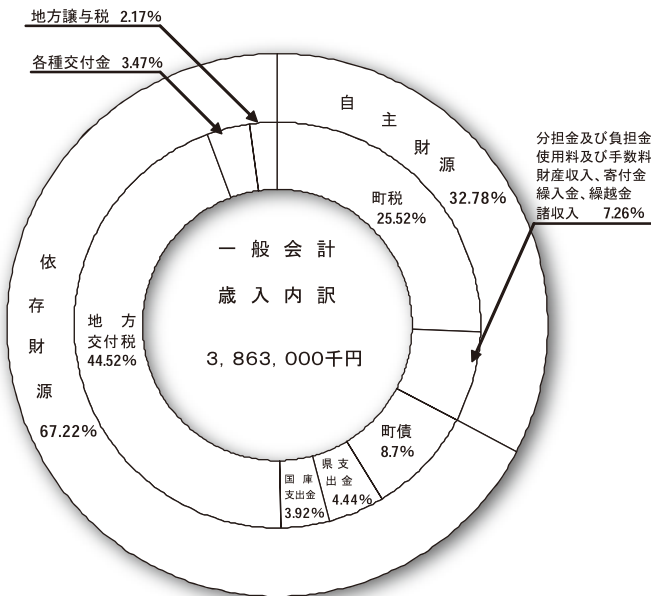 地方譲与税 2.17%
各種交付金 3.47%
自主財源
32.78%
分担金及び負担金
使用料及び手数料
財産収入、寄付金
繰入金、繰越金
諸収入 7.26%
町税
25.52%
一般会計
歳入内訳
3,863,000千円
依存財源
67.22%
地方
交付税
44.52%
町債
8.7%
県支
出金
4.44%
国庫
支出金
3.92%